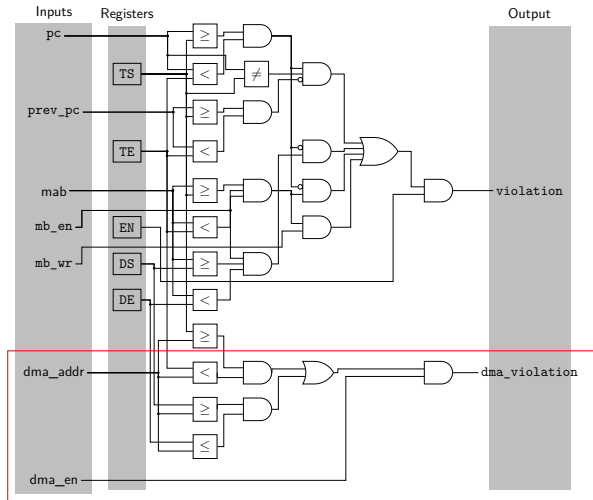 Inputs Registers Output
pc
≥
TS < ≠
prev_pc ≥
TE <
mab ≥ violation
mb_en EN <
mb_wr DS ≥
DE <
≥
dma_addr < dma_violation
≥
≤
dma_en